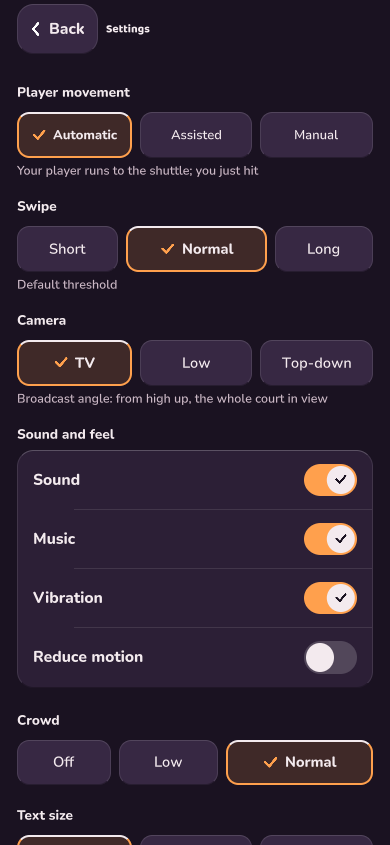 Back
Settings
Player movement
Automatic
Assisted
Manual
Your player runs to the shuttle; you just hit
Swipe
Short
Normal
Long
Default threshold
Camera
TV
Low
Top-down
Broadcast angle: from high up, the whole court in view
Sound and feel
Sound
Music
Vibration
Reduce motion
Crowd
Off
Low
Normal
Text size